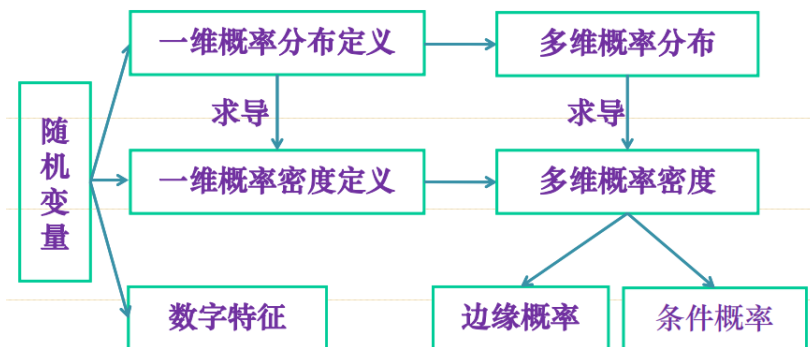 一维概率分布定义
多维概率分布
求导
求导
随机变量
一维概率密度定义
多维概率密度
数字特征
边缘概率
条件概率